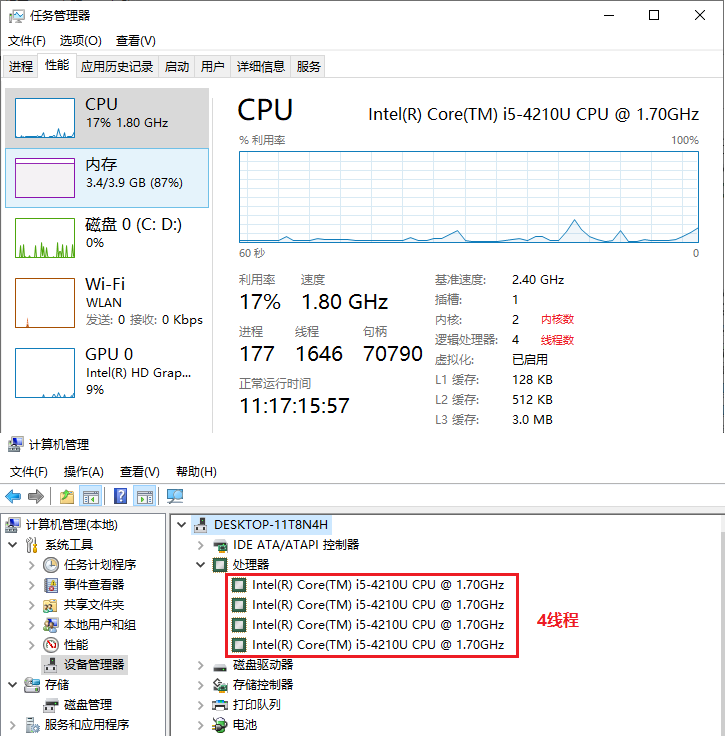 任务管理器
文件(F) 选项(O) 查看(V)
进程 性能 应用历史记录 启动 用户 详细信息 服务
CPU
17% 1.80 GHz
内存
3.4/3.9 GB (87%)
磁盘 0 (C: D:)
0%
Wi-Fi
WLAN
发送: 0 接收: 0 Kbps
GPU 0
Intel(R) HD Grap...
9%
CPU Intel(R) Core(TM) i5-4210U CPU @ 1.70GHz
% 利用率 100%
60 秒 0
利用率 速度
17% 1.80 GHz
进程 线程 句柄
177 1646 70790
正常运行时间
11:17:15:57
基准速度: 2.40 GHz
插槽: 1
内核: 2 内核数
逻辑处理器: 4 线程数
虚拟化: 已启用
L1 缓存: 128 KB
L2 缓存: 512 KB
L3 缓存: 3.0 MB
计算机管理
文件(F) 操作(A) 查看(V) 帮助(H)
计算机管理(本地)
系统工具
任务计划程序
事件查看器
共享文件夹
本地用户和组
性能
设备管理器
存储
磁盘管理
服务和应用程序
DESKTOP-11T8N4H
IDE ATA/ATAPI 控制器
处理器
Intel(R) Core(TM) i5-4210U CPU @ 1.70GHz
Intel(R) Core(TM) i5-4210U CPU @ 1.70GHz
Intel(R) Core(TM) i5-4210U CPU @ 1.70GHz
Intel(R) Core(TM) i5-4210U CPU @ 1.70GHz
4线程
磁盘驱动器
存储控制器
打印队列
电池